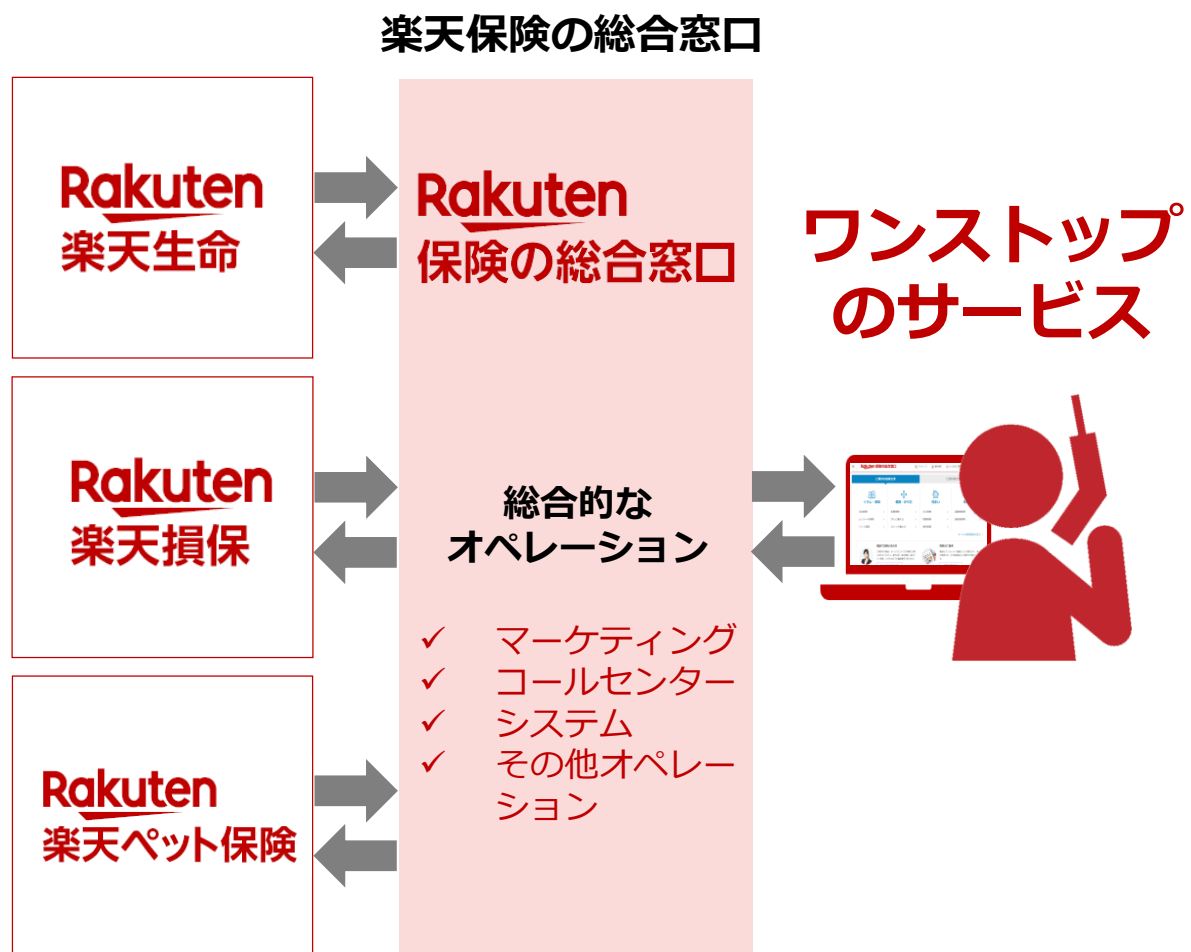 楽天保険の総合窓口
Rakuten
楽天生命
Rakuten
楽天損保
Rakuten
楽天ペット保険
Rakuten
保険の総合窓口
総合的な
オペレーション
✓ マーケティング
✓ コールセンター
✓ システム
✓ その他オペレー
ション
ワンストップ
のサービス